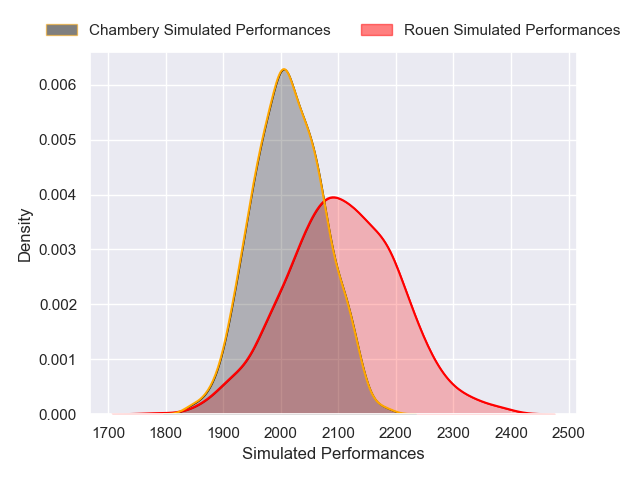 Chambery Simulated Performances
Rouen Simulated Performances
0.006
0.005
0.004
0.003
0.002
0.001
0.000
Density
1700 1800 1900 2000 2100 2200 2300 2400 2500
Simulated Performances